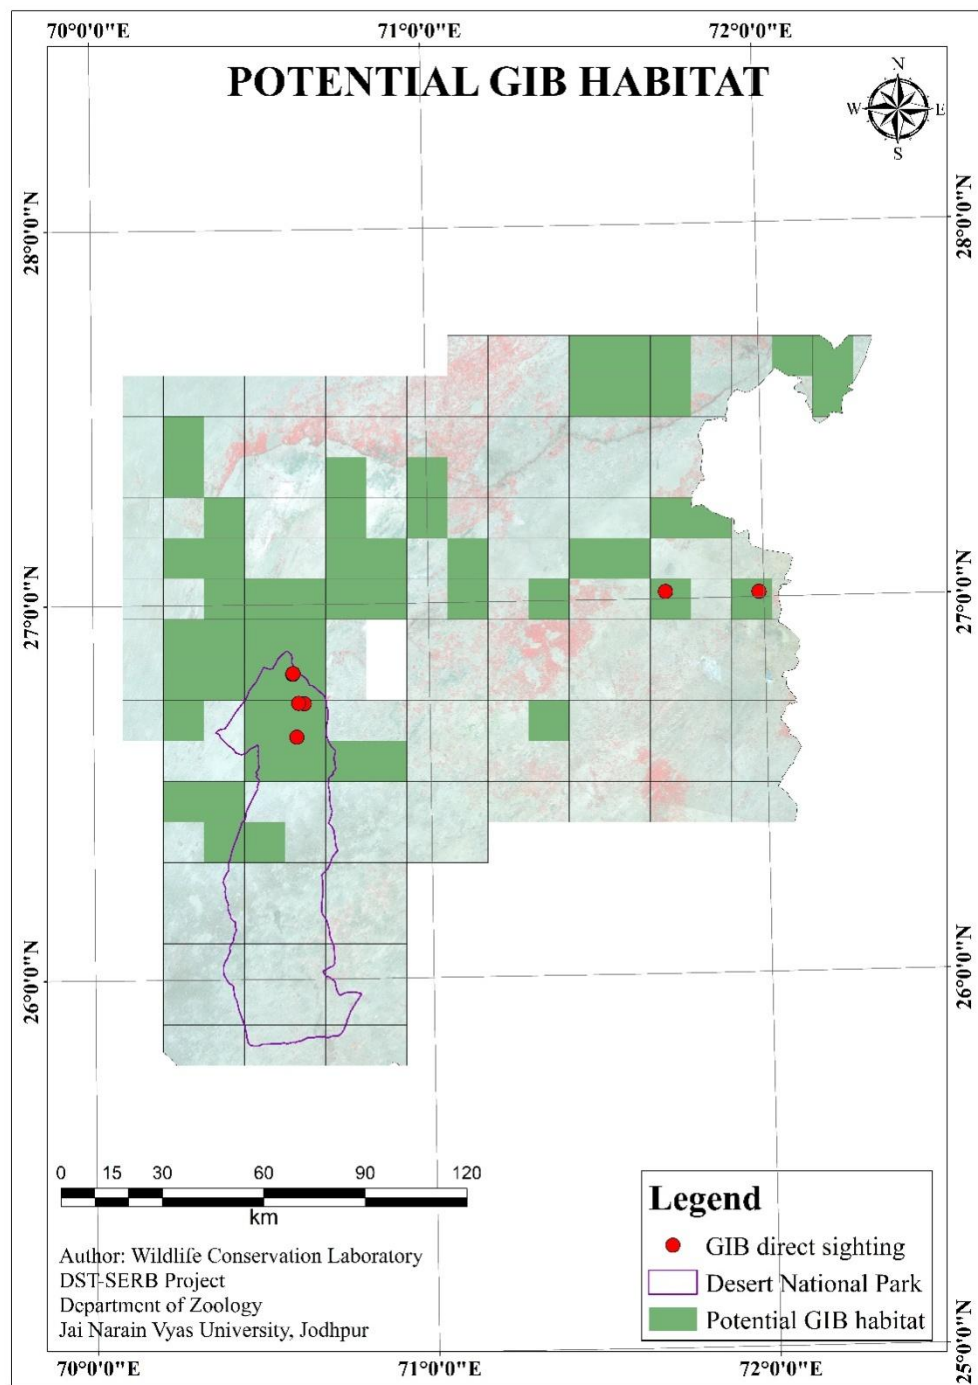 70°0'0"E 71°0'0"E 72°0'0"E
POTENTIAL GIB HABITAT
N
W E
S
28°0'0"N 28°0'0"N
27°0'0"N 27°0'0"N
26°0'0"N 26°0'0"N
0 15 30 60 90 120
km
Author: Wildlife Conservation Laboratory
DST-SERB Project
Department of Zoology
Jai Narain Vyas University, Jodhpur
Legend
GIB direct sighting
Desert National Park
Potential GIB habitat
25°0'0"N
70°0'0"E 71°0'0"E 72°0'0"E